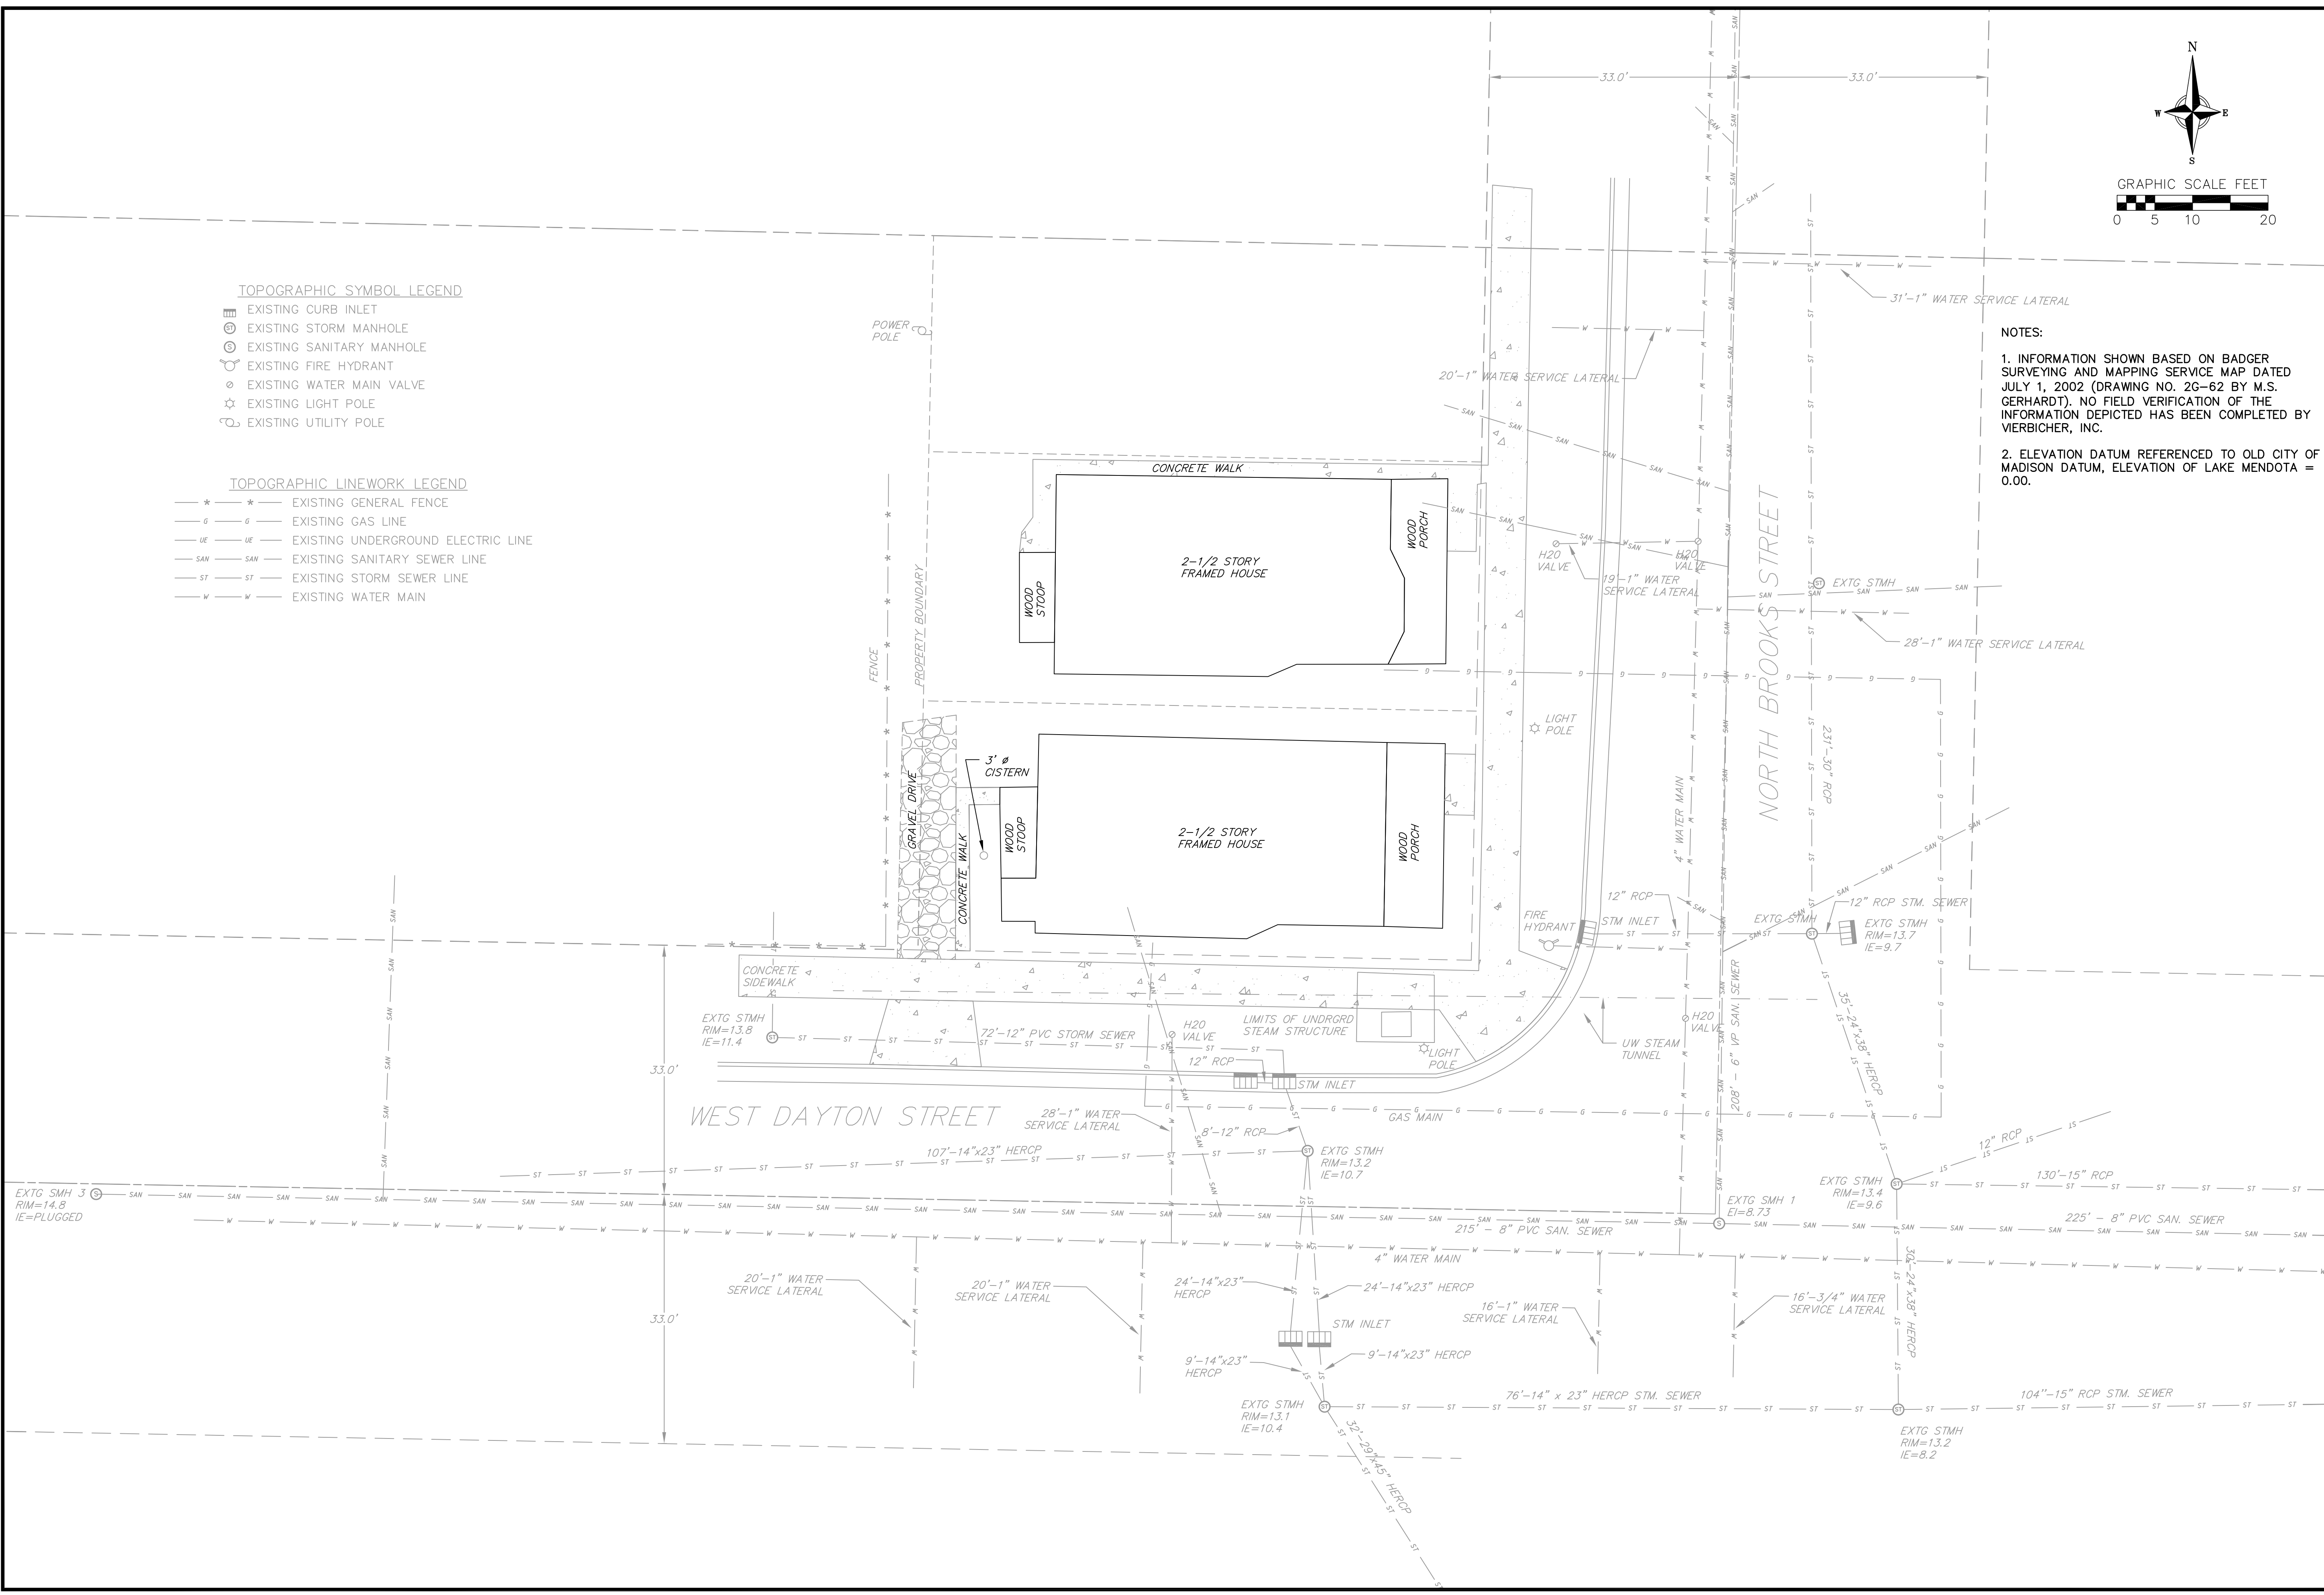 33.0'
33.0'
N
W
E
S
GRAPHIC SCALE FEET
0 5 10 20
TOPOGRAPHIC SYMBOL LEGEND
EXISTING CURB INLET
ST EXISTING STORM MANHOLE
S EXISTING SANITARY MANHOLE
EXISTING FIRE HYDRANT
EXISTING WATER MAIN VALVE
EXISTING LIGHT POLE
EXISTING UTILITY POLE
TOPOGRAPHIC LINEWORK LEGEND
EXISTING GENERAL FENCE
G G EXISTING GAS LINE
UE UE EXISTING UNDERGROUND ELECTRIC LINE
SAN SAN EXISTING SANITARY SEWER LINE
ST ST EXISTING STORM SEWER LINE
W W EXISTING WATER MAIN
NOTES:
1. INFORMATION SHOWN BASED ON BADGER
SURVEYING AND MAPPING SERVICE MAP DATED
JULY 1, 2002 (DRAWING NO. 2G-62 BY M.S.
GERHARDT). NO FIELD VERIFICATION OF THE
INFORMATION DEPICTED HAS BEEN COMPLETED BY
VIERBICHER, INC.
2. ELEVATION DATUM REFERENCED TO OLD CITY OF
MADISON DATUM, ELEVATION OF LAKE MENDOTA =
0.00.
31'-1" WATER SERVICE LATERAL
POWER
POLE
20'-1" WATER SERVICE LATERAL
CONCRETE WALK
WOOD
PORCH
2-1/2 STORY
FRAMED HOUSE
WOOD
STOOP
H20
VALVE
H20
VALVE
19'-1" WATER
SERVICE LATERAL
EXTG STMH
28'-1" WATER SERVICE LATERAL
NORTH BROOKS STREET
FENCE
PROPERTY BOUNDARY
LIGHT
POLE
231'-30" RCP
3' ø
CISTERN
GRAVEL DRIVE
CONCRETE WALK
WOOD
STOOP
2-1/2 STORY
FRAMED HOUSE
WOOD
PORCH
4" WATER MAIN
12" RCP
12" RCP STM. SEWER
FIRE
HYDRANT
STM INLET
EXTG STMH
EXTG STMH
RIM=13.7
IE=9.7
CONCRETE
SIDEWALK
EXTG STMH
RIM=13.8
IE=11.4
72'-12" PVC STORM SEWER
H20
VALVE
LIMITS OF UNDRGRD
STEAM STRUCTURE
H20
VALVE
UW STEAM
TUNNEL
LIGHT
POLE
208' - 6" VP SAN. SEWER
35'-24"x38" HERCP
12" RCP
STM INLET
33.0'
WEST DAYTON STREET
28'-1" WATER
SERVICE LATERAL
GAS MAIN
8'-12" RCP
107'-14"x23" HERCP
EXTG STMH
RIM=13.2
IE=10.7
12" RCP
130'-15" RCP
EXTG STMH
RIM=13.4
IE=9.6
EXTG SMH 3
RIM=14.8
IE=PLUGGED
EXTG SMH 1
EI=8.73
215' - 8" PVC SAN. SEWER
225' - 8" PVC SAN. SEWER
4" WATER MAIN
20'-1" WATER
SERVICE LATERAL
20'-1" WATER
SERVICE LATERAL
24'-14"x23"
HERCP
24'-14"x23" HERCP
16'-1" WATER
SERVICE LATERAL
16'-3/4" WATER
SERVICE LATERAL
30'-24"x38" HERCP
33.0'
STM INLET
9'-14"x23"
HERCP
9'-14"x23" HERCP
76'-14" x 23" HERCP STM. SEWER
104"-15" RCP STM. SEWER
EXTG STMH
RIM=13.1
IE=10.4
EXTG STMH
RIM=13.2
IE=8.2
32'-29"x45" HERCP